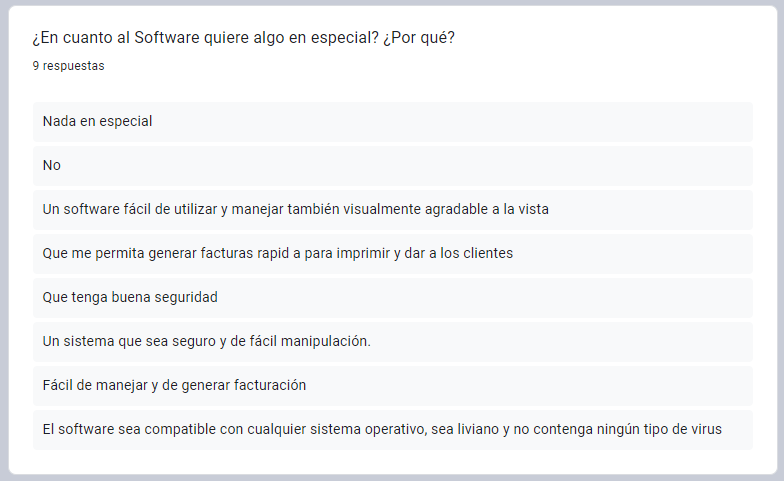 ¿En cuanto al Software quiere algo en especial? ¿Por qué?
9 respuestas
Nada en especial
No
Un software fácil de utilizar y manejar también visualmente agradable a la vista
Que me permita generar facturas rapid a para imprimir y dar a los clientes
Que tenga buena seguridad
Un sistema que sea seguro y de fácil manipulación.
Fácil de manejar y de generar facturación
El software sea compatible con cualquier sistema operativo, sea liviano y no contenga ningún tipo de virus